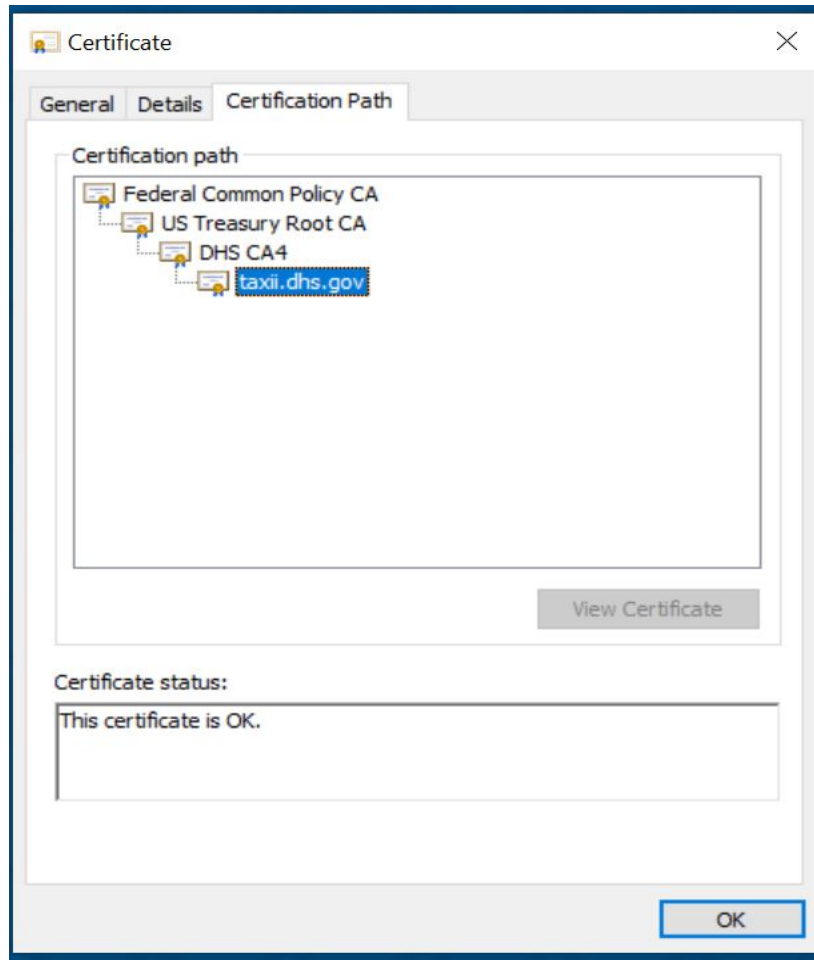 Certificate
General Details Certification Path
Certification path
Federal Common Policy CA
US Treasury Root CA
DHS CA4
taxii.dhs.gov
View Certificate
Certificate status:
This certificate is OK.
OK